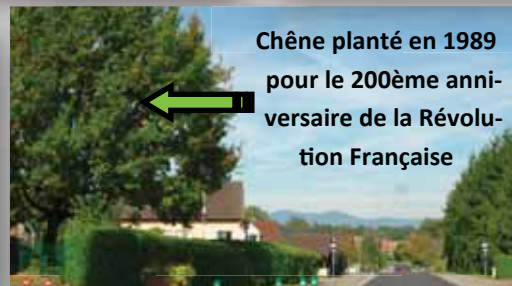 Chêne planté en 1989
pour le 200ème anni-
versaire de la Révolu-
tion Française